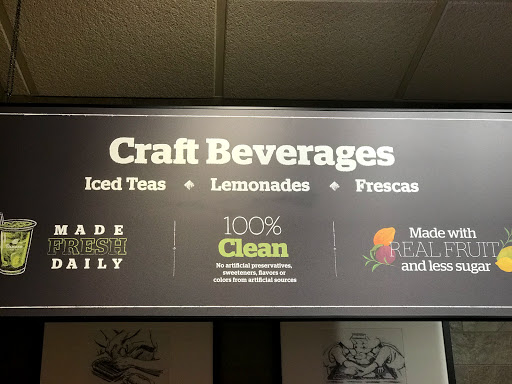 Craft Beverages
Iced Teas ◆ Lemonades ◆ Frescas
MADE
FRESH
DAILY
100%
Clean
No artificial preservatives,
sweeteners, flavors or
colors from artificial sources
Made with
REAL FRUIT
and less sugar